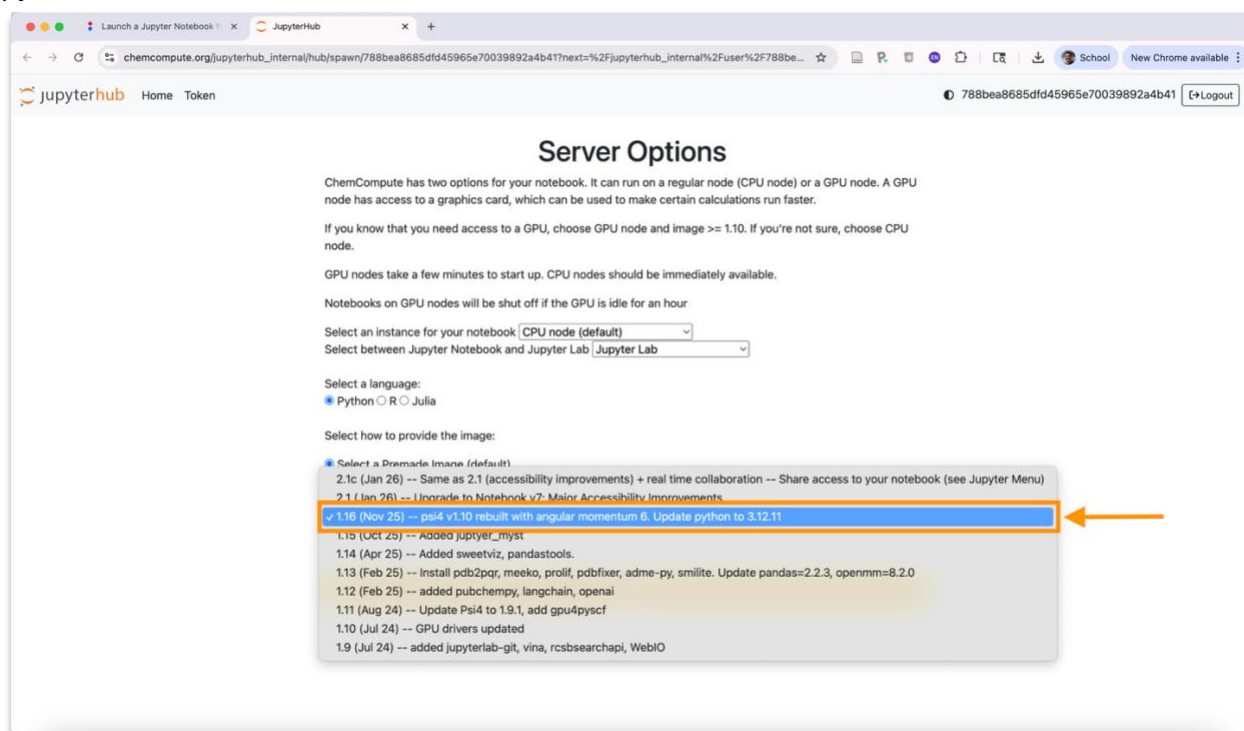 Launch a Jupyter Notebook f
JupyterHub
chemcompute.org/jupyterhub_internal/hub/spawn/788bea8685dfd45965e70039892a4b41?next=%2Fjupyterhub_internal%2Fuser%2F788be...
School
New Chrome available
jupyterhub Home Token
788bea8685dfd45965e70039892a4b41 Logout
Server Options
ChemCompute has two options for your notebook. It can run on a regular node (CPU node) or a GPU node. A GPU
node has access to a graphics card, which can be used to make certain calculations run faster.
If you know that you need access to a GPU, choose GPU node and image >= 1.10. If you're not sure, choose CPU
node.
GPU nodes take a few minutes to start up. CPU nodes should be immediately available.
Notebooks on GPU nodes will be shut off if the GPU is idle for an hour
Select an instance for your notebook CPU node (default)
Select between Jupyter Notebook and Jupyter Lab Jupyter Lab
Select a language:
Python R Julia
Select how to provide the image:
Select a Premade Image (default)
2.1c (Jan 26) -- Same as 2.1 (accessibility improvements) + real time collaboration -- Share access to your notebook (see Jupyter Menu)
2.1 (Jan 26) -- Upgrade to Notebook v7: Major Accessibility Improvements
✓ 1.16 (Nov 25) -- psi4 v1.10 rebuilt with angular momentum 6. Update python to 3.12.11
1.15 (Oct 25) -- Added juptyer_myst
1.14 (Apr 25) -- Added sweetviz, pandastools.
1.13 (Feb 25) -- Install pdb2pqr, meeko, prolif, pdbfixer, adme-py, smilite. Update pandas=2.2.3, openmm=8.2.0
1.12 (Feb 25) -- added pubchempy, langchain, openai
1.11 (Aug 24) -- Update Psi4 to 1.9.1, add gpu4pyscf
1.10 (Jul 24) -- GPU drivers updated
1.9 (Jul 24) -- added jupyterlab-git, vina, rcsbsearchapi, WebIO